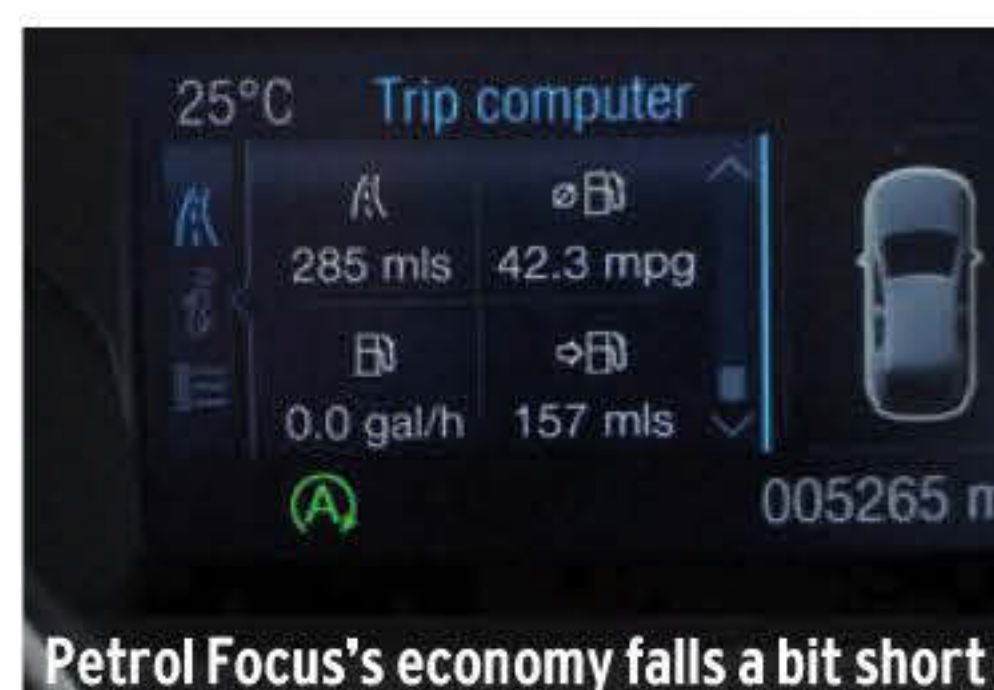 25°C Trip computer
285 mls 42.3 mpg
0.0 gal/h 157 mls
A
005265 m
Petrol Focus's economy falls a bit short